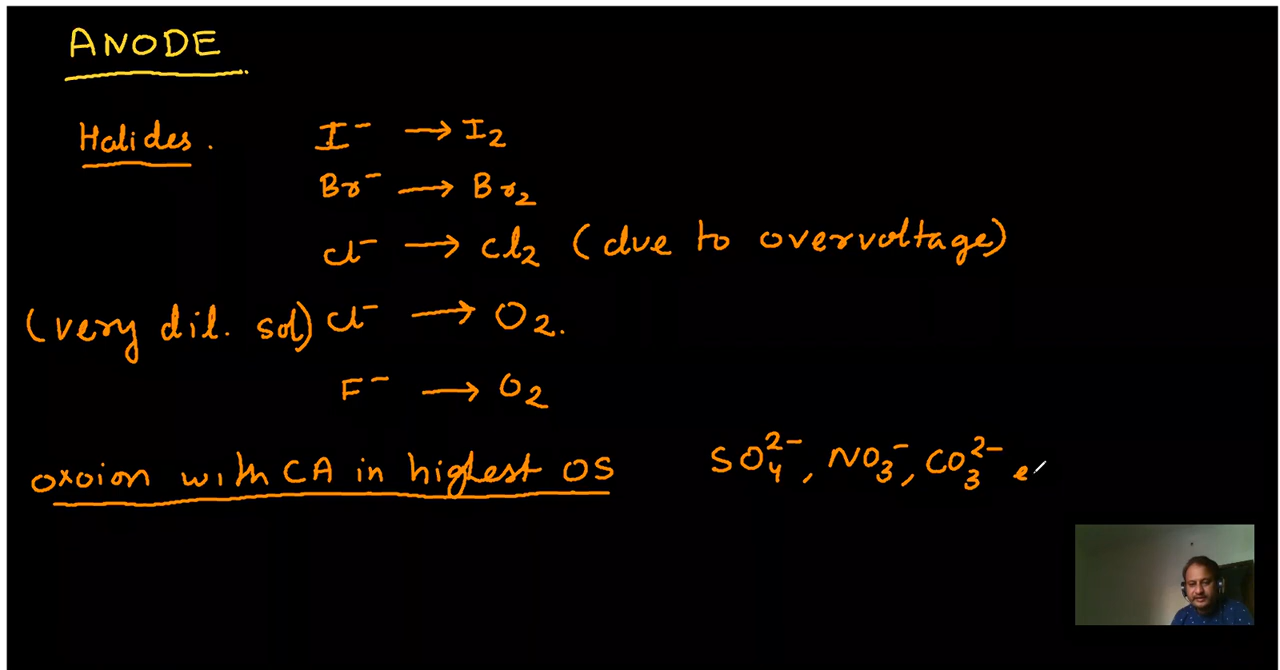 ANODE
Halides. I⁻ → I₂
Br⁻ → Br₂
Cl⁻ → Cl₂ (due to overvoltage)
(very dil. sol) Cl⁻ → O₂.
F⁻ → O₂
oxoion with CA in highest OS SO₄²⁻, NO₃⁻, CO₃²⁻ e